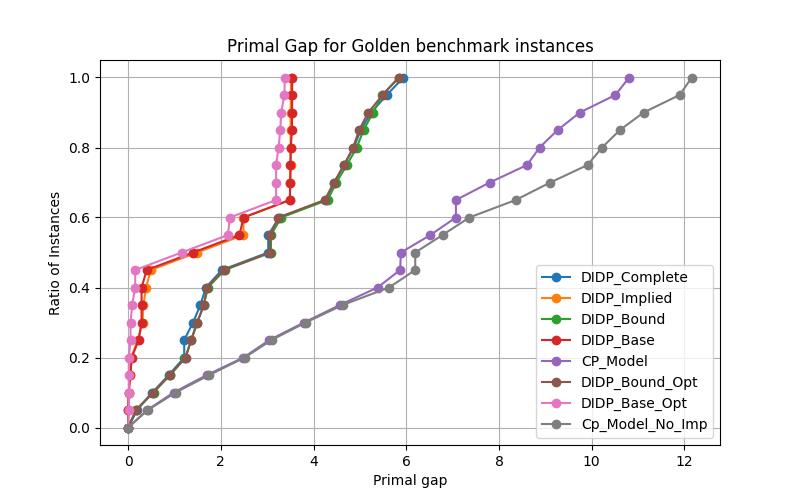 Primal Gap for Golden benchmark instances
Ratio of Instances
1.0
0.8
0.6
0.4
0.2
0.0
DIDP_Complete
DIDP_Implied
DIDP_Bound
DIDP_Base
CP_Model
DIDP_Bound_Opt
DIDP_Base_Opt
Cp_Model_No_Imp
0 2 4 6 8 10 12
Primal gap